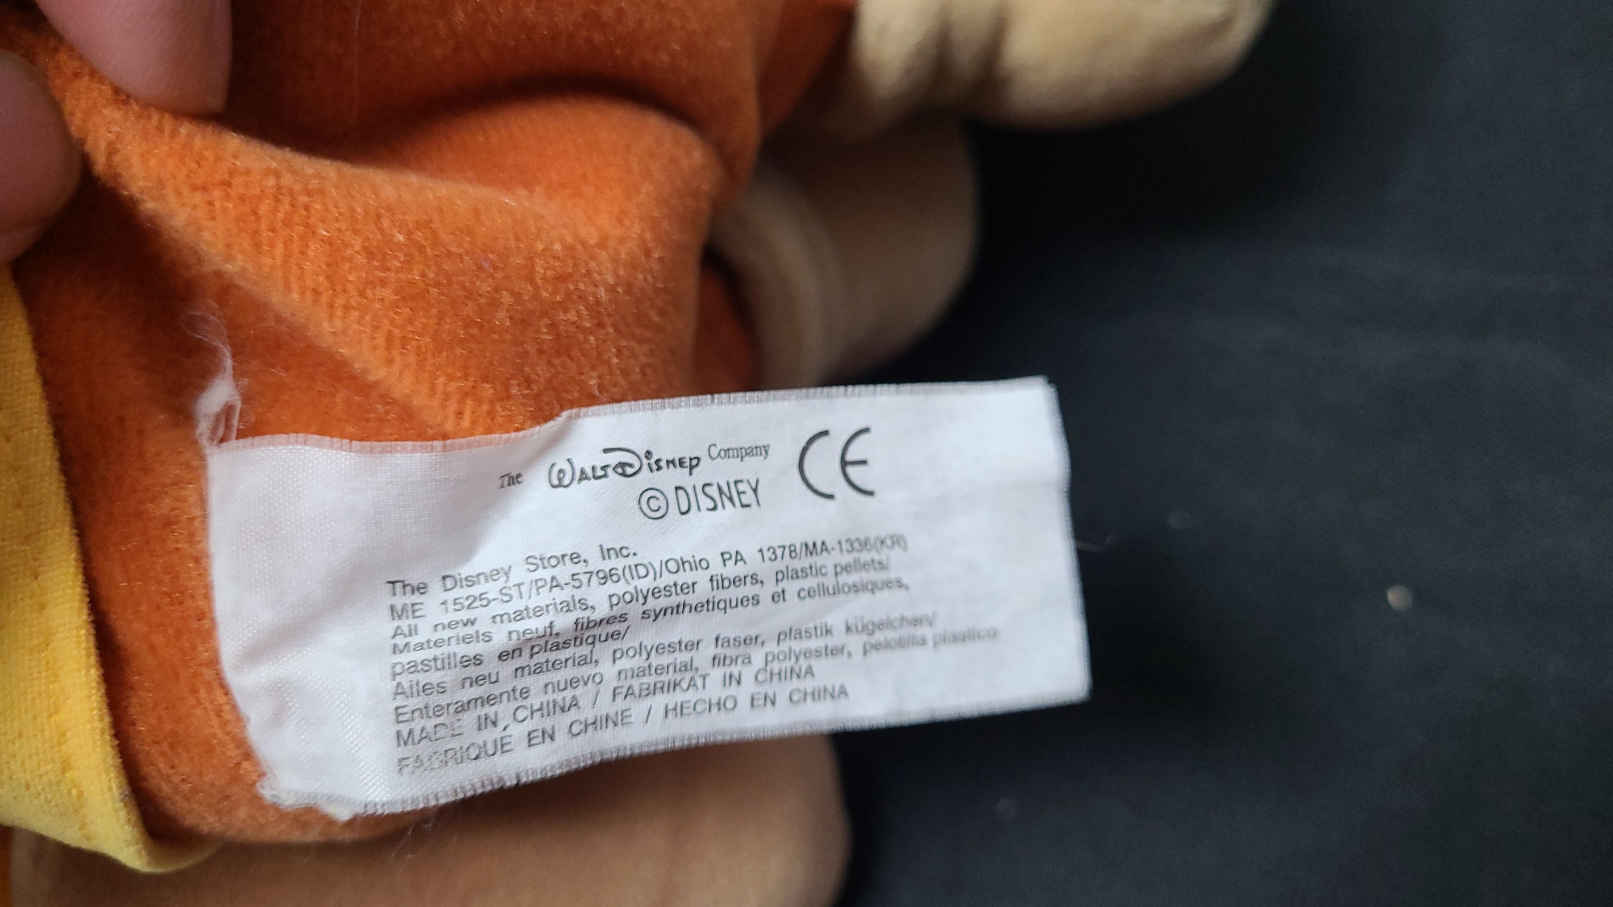 The WALT DISNEY Company CE
© DISNEY
The Disney Store, Inc.
ME 1525-ST/PA-5796(ID)/Ohio PA 1378/MA-1336(KR)
All new materials, polyester fibers, plastic pellets/
Materiels neuf, fibres synthetiques et cellulosiques,
pastilles en plastique/
Alles neu material, polyester faser, plastik kügelchen/
Enteramente nuevo material, fibra polyester, pelotilla plastico
MADE IN CHINA / FABRIKAT IN CHINA
FABRIQUÉ EN CHINE / HECHO EN CHINA